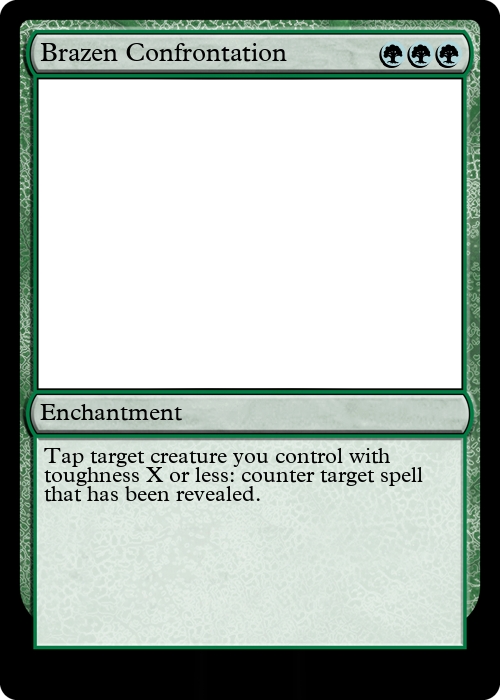 Brazen Confrontation
Enchantment
Tap target creature you control with
toughness X or less: counter target spell
that has been revealed.